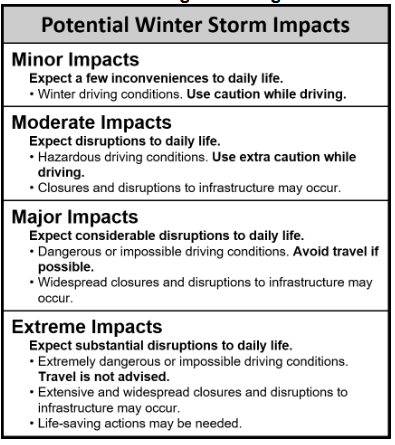 Potential Winter Storm Impacts
Minor Impacts
Expect a few inconveniences to daily life.
• Winter driving conditions. Use caution while driving.
Moderate Impacts
Expect disruptions to daily life.
• Hazardous driving conditions. Use extra caution while
driving.
• Closures and disruptions to infrastructure may occur.
Major Impacts
Expect considerable disruptions to daily life.
• Dangerous or impossible driving conditions. Avoid travel if
possible.
• Widespread closures and disruptions to infrastructure may
occur.
Extreme Impacts
Expect substantial disruptions to daily life.
• Extremely dangerous or impossible driving conditions.
Travel is not advised.
• Extensive and widespread closures and disruptions to
infrastructure may occur.
• Life-saving actions may be needed.